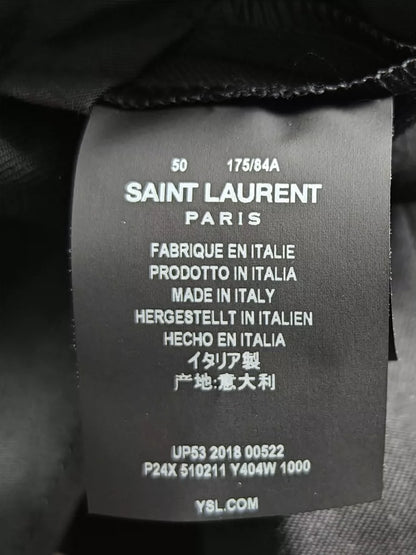 50 175/84A
SAINT LAURENT
PARIS
FABRIQUE EN ITALIE
PRODOTTO IN ITALIA
MADE IN ITALY
HERGESTELLT IN ITALIEN
HECHO EN ITALIA
イタリア製
产地:意大利
UP53 2018 00522
P24X 510211 Y404W 1000
YSL.COM